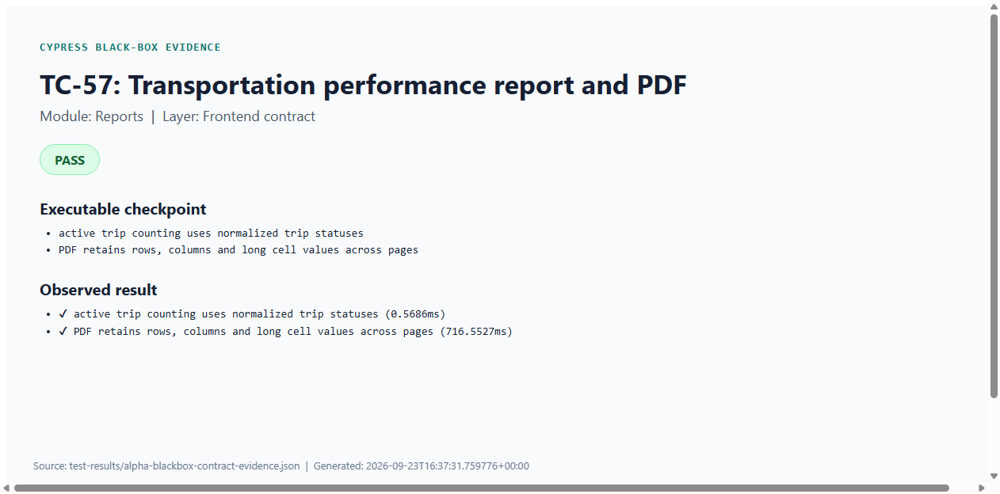 CYPRESS BLACK-BOX EVIDENCE
TC-57: Transportation performance report and PDF
Module: Reports | Layer: Frontend contract
PASS
Executable checkpoint
• active trip counting uses normalized trip statuses
• PDF retains rows, columns and long cell values across pages
Observed result
• ✓ active trip counting uses normalized trip statuses (0.5686ms)
• ✓ PDF retains rows, columns and long cell values across pages (716.5527ms)
Source: test-results/alpha-blackbox-contract-evidence.json | Generated: 2026-09-23T16:37:31.759776+00:00